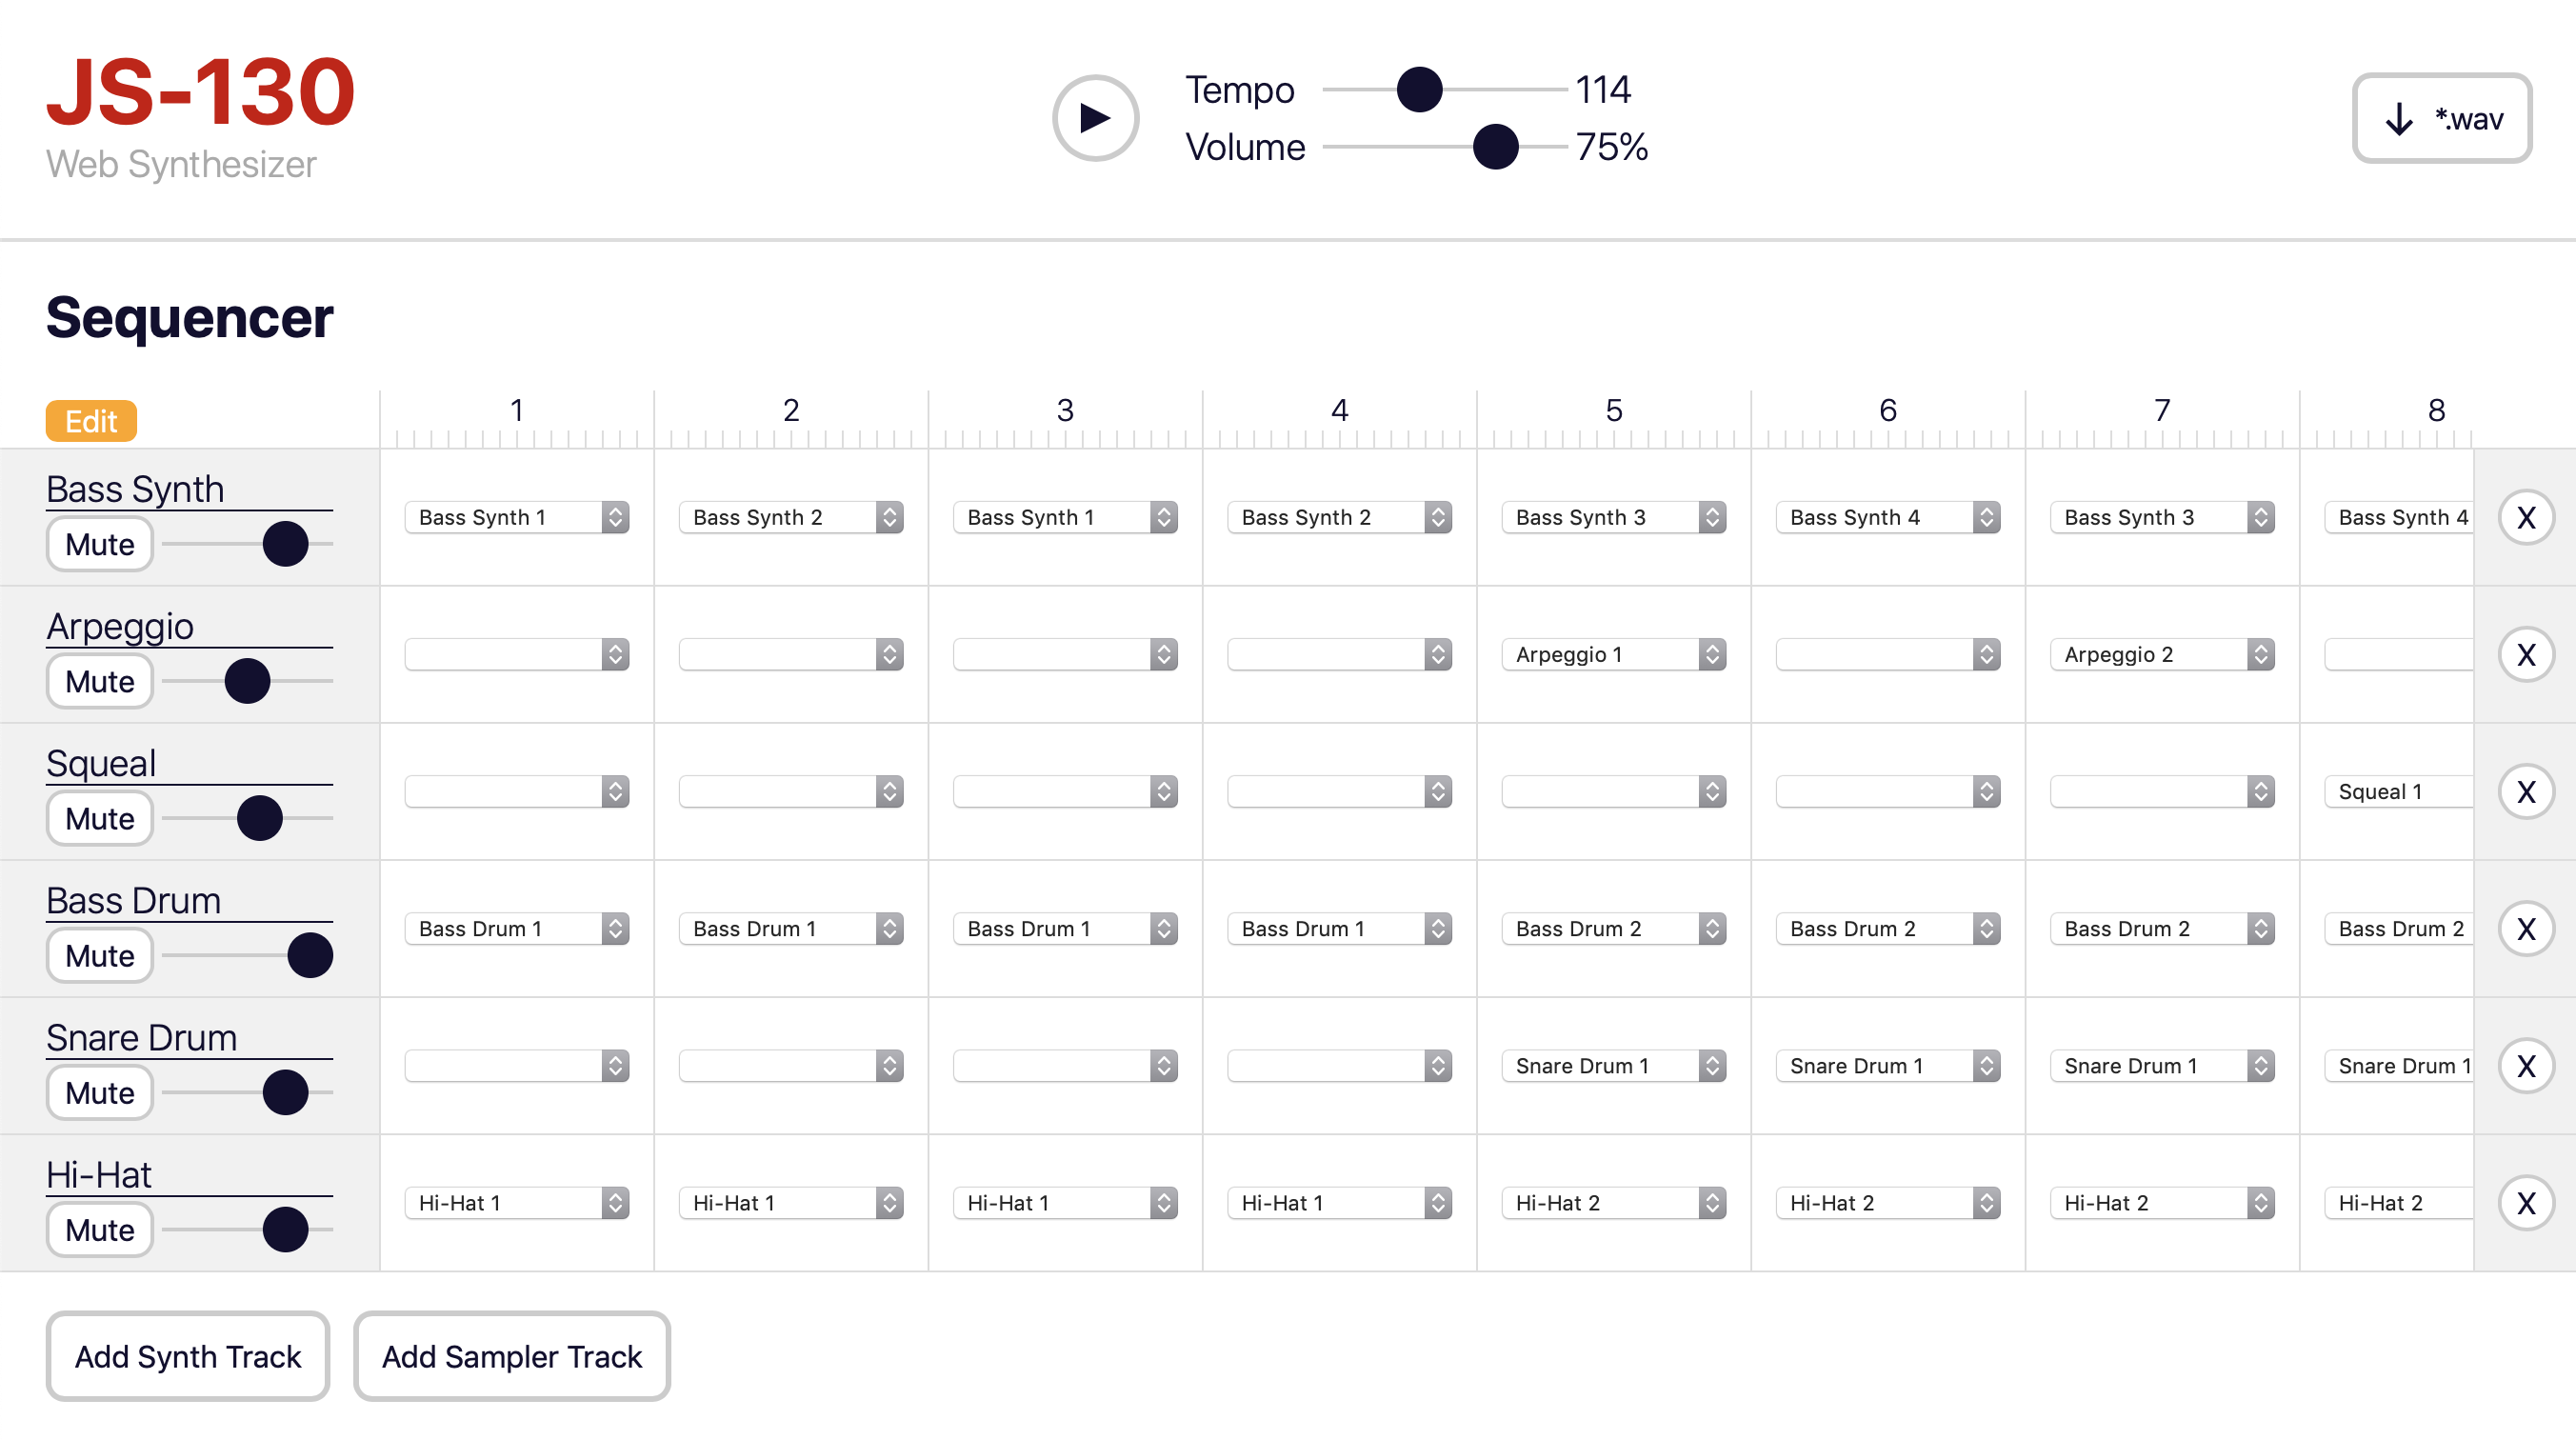 JS-130
Web Synthesizer
Tempo 114
Volume 75%
*.wav
Sequencer
Edit 1 2 3 4 5 6 7 8
Bass Synth
Bass Synth 1 Bass Synth 2 Bass Synth 1 Bass Synth 2 Bass Synth 3 Bass Synth 4 Bass Synth 3 Bass Synth 4 X
Mute
Arpeggio
Arpeggio 1 Arpeggio 2 X
Mute
Squeal
Squeal 1 X
Mute
Bass Drum
Bass Drum 1 Bass Drum 1 Bass Drum 1 Bass Drum 1 Bass Drum 2 Bass Drum 2 Bass Drum 2 Bass Drum 2 X
Mute
Snare Drum
Snare Drum 1 Snare Drum 1 Snare Drum 1 Snare Drum 1 X
Mute
Hi-Hat
Hi-Hat 1 Hi-Hat 1 Hi-Hat 1 Hi-Hat 1 Hi-Hat 2 Hi-Hat 2 Hi-Hat 2 Hi-Hat 2 X
Mute
Add Synth Track Add Sampler Track